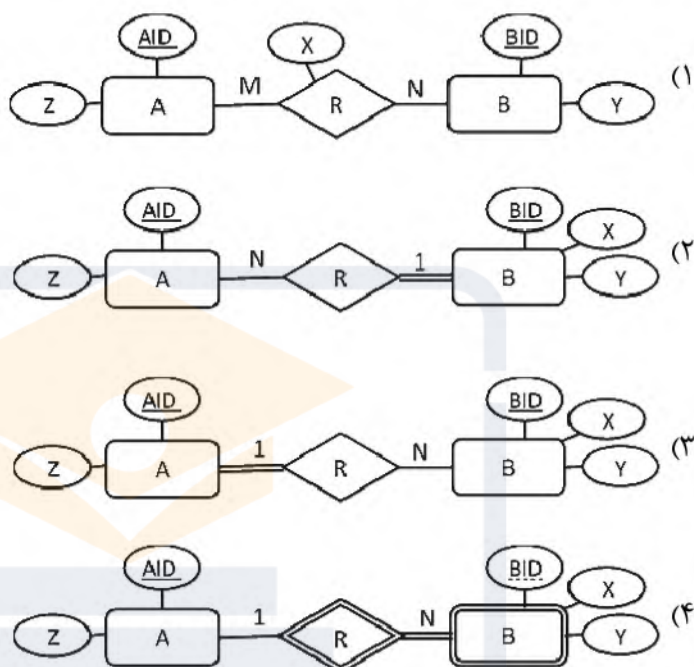 AID X BID
Z A M R N B Y (۱
AID BID X
Z A N R 1 B Y (۲
AID BID X
Z A 1 R N B Y (۳
AID BID X
Z A 1 R N B Y (۴